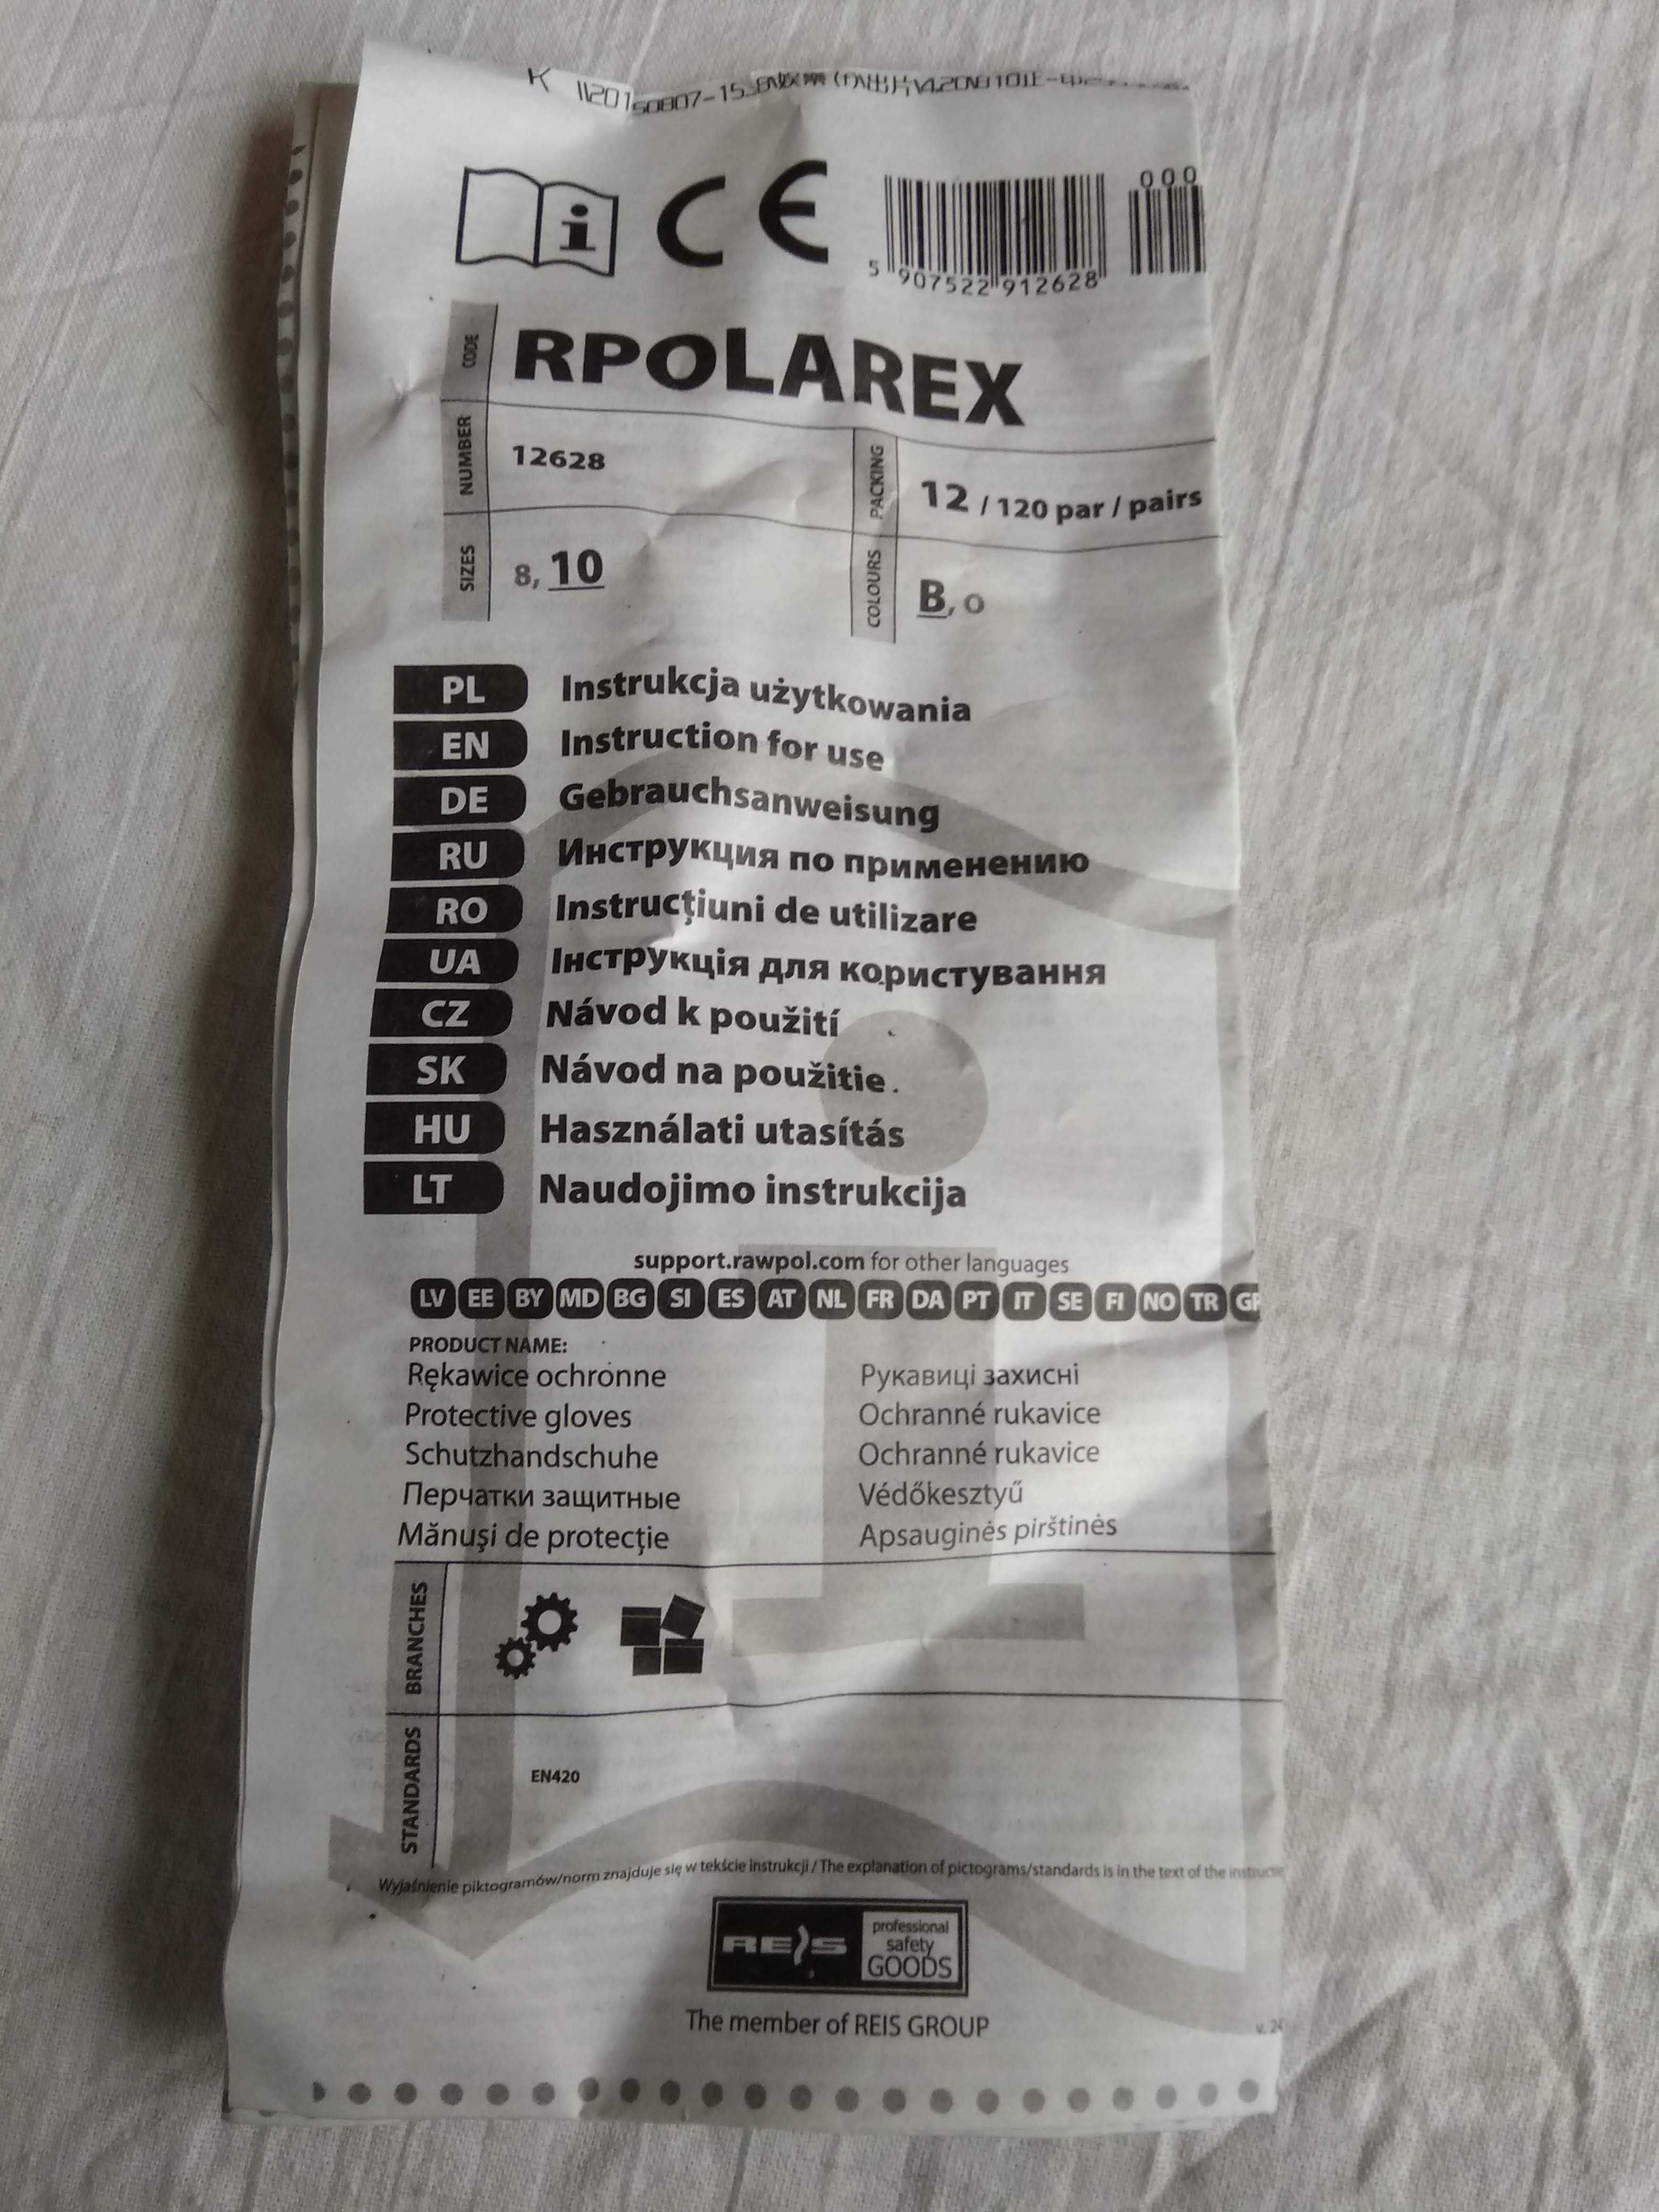 000
5 907522 912628
CODE
RPOLAREX
NUMBER
12628
PACKING
12 / 120 par / pairs
SIZES
8, 10
COLOURS
B, o
PL Instrukcja użytkowania
EN Instruction for use
DE Gebrauchsanweisung
RU Инструкция по применению
RO Instrucţiuni de utilizare
UA Інструкція для користування
CZ Návod k použití
SK Návod na použitie
HU Használati utasítás
LT Naudojimo instrukcija
support.rawpol.com for other languages
LV EE BY MD BG SI ES AT NL FR DA PT IT SE FI NO TR
PRODUCT NAME:
Rękawice ochronne
Protective gloves
Schutzhandschuhe
Перчатки защитные
Mănuşi de protecţie
Рукавиці захисні
Ochranné rukavice
Ochranné rukavice
Védőkesztyű
Apsauginės pirštinės
BRANCHES
STANDARDS
EN420
Wyjaśnienie piktogramów/norm znajduje się w tekście instrukcji / The explanation of pictograms/standards is in the text of the
REIS professional
safety
GOODS
The member of REIS GROUP